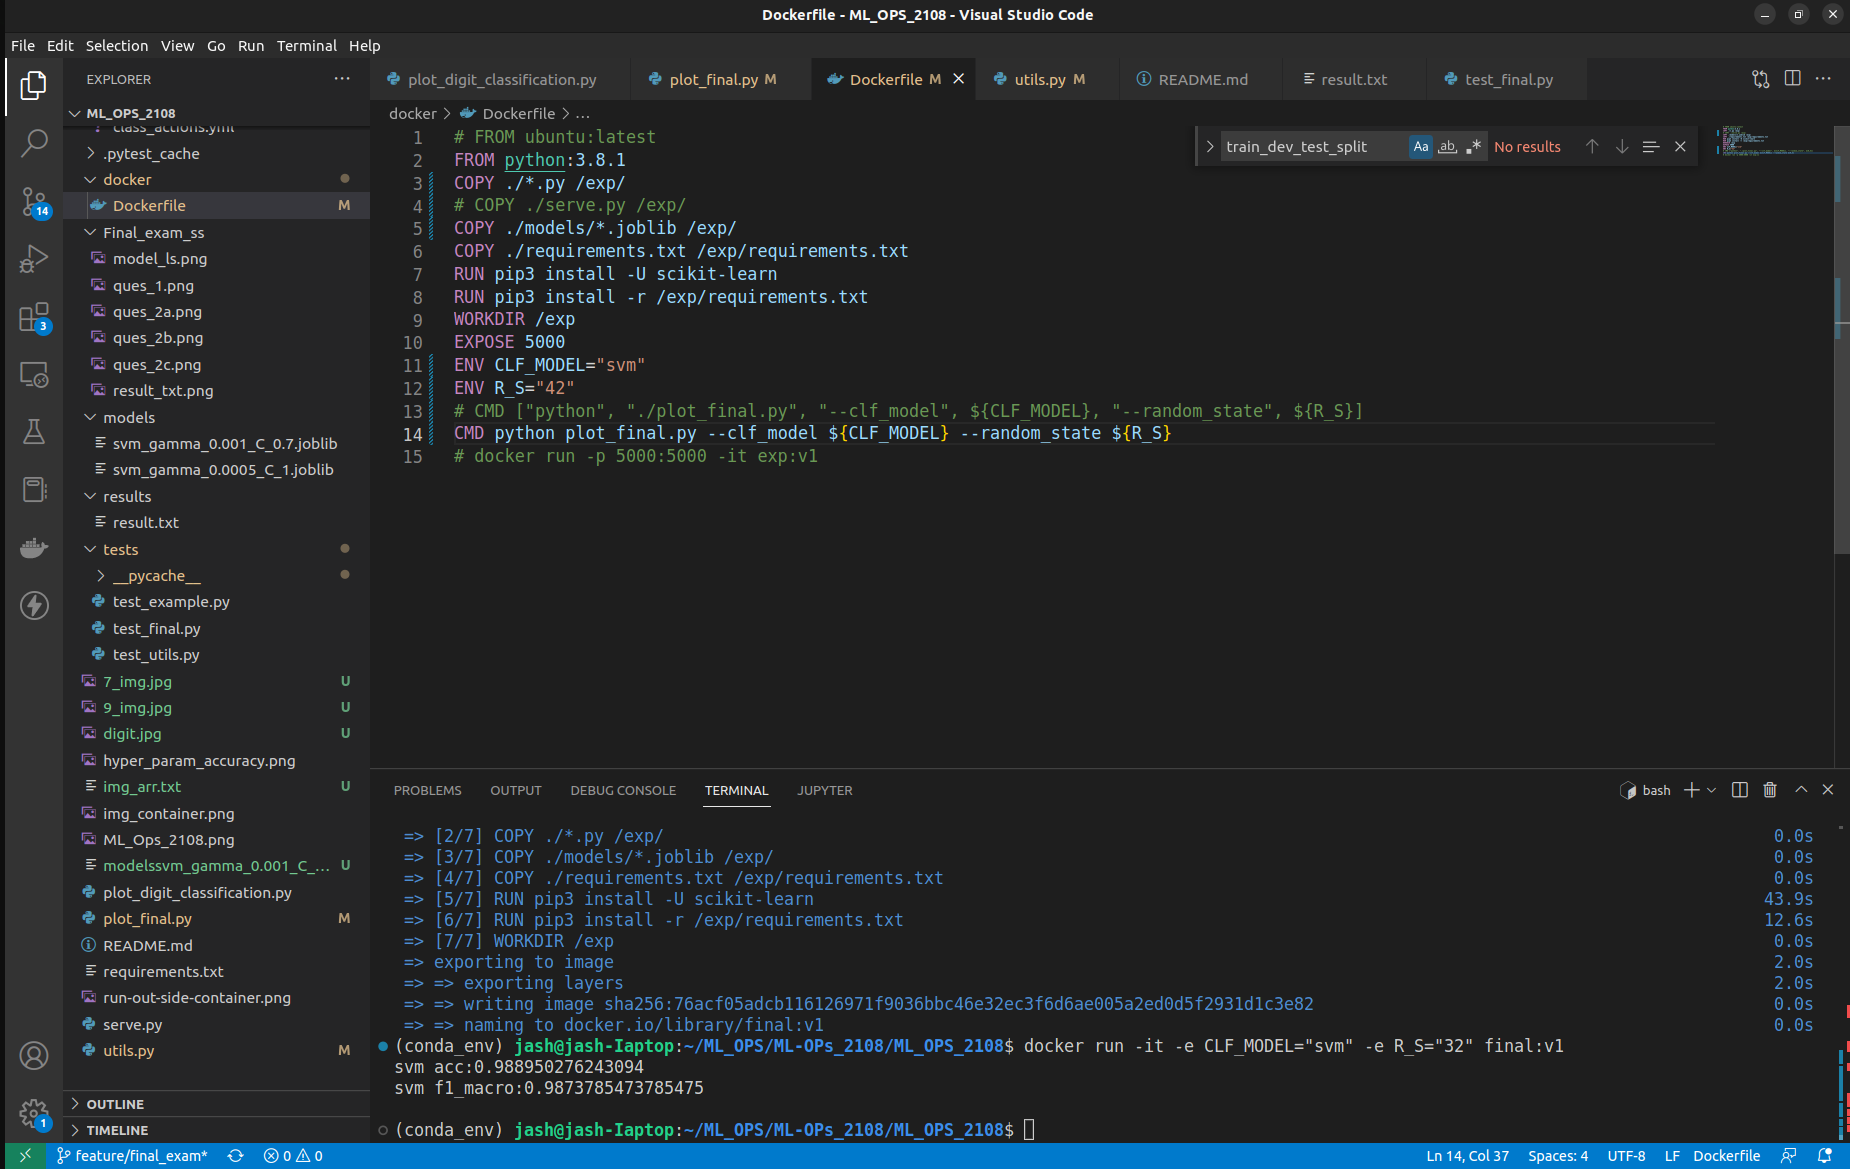 Dockerfile - ML_OPS_2108 - Visual Studio Code
File Edit Selection View Go Run Terminal Help
EXPLORER
plot_digit_classification.py plot_final.py M Dockerfile M utils.py M README.md result.txt test_final.py
ML_OPS_2108
class_actions.yml
.pytest_cache
docker
Dockerfile M
Final_exam_ss
model_ls.png
ques_1.png
ques_2a.png
ques_2b.png
ques_2c.png
result_txt.png
models
svm_gamma_0.001_C_0.7.joblib
svm_gamma_0.0005_C_1.joblib
results
result.txt
tests
__pycache__
test_example.py
test_final.py
test_utils.py
7_img.jpg U
9_img.jpg U
digit.jpg U
hyper_param_accuracy.png
img_arr.txt U
img_container.png
ML_Ops_2108.png
modelssvm_gamma_0.001_C_... U
plot_digit_classification.py
plot_final.py M
README.md
requirements.txt
run-out-side-container.png
serve.py
utils.py M
OUTLINE
TIMELINE
14
3
1
docker > Dockerfile > ...
train_dev_test_split Aa ab .* No results
1 # FROM ubuntu:latest
2 FROM python:3.8.1
3 COPY ./*.py /exp/
4 # COPY ./serve.py /exp/
5 COPY ./models/*.joblib /exp/
6 COPY ./requirements.txt /exp/requirements.txt
7 RUN pip3 install -U scikit-learn
8 RUN pip3 install -r /exp/requirements.txt
9 WORKDIR /exp
10 EXPOSE 5000
11 ENV CLF_MODEL="svm"
12 ENV R_S="42"
13 # CMD ["python", "./plot_final.py", "--clf_model", ${CLF_MODEL}, "--random_state", ${R_S}]
14 CMD python plot_final.py --clf_model ${CLF_MODEL} --random_state ${R_S}
15 # docker run -p 5000:5000 -it exp:v1
PROBLEMS OUTPUT DEBUG CONSOLE TERMINAL JUPYTER
bash
=> [2/7] COPY ./*.py /exp/ 0.0s
=> [3/7] COPY ./models/*.joblib /exp/ 0.0s
=> [4/7] COPY ./requirements.txt /exp/requirements.txt 0.0s
=> [5/7] RUN pip3 install -U scikit-learn 43.9s
=> [6/7] RUN pip3 install -r /exp/requirements.txt 12.6s
=> [7/7] WORKDIR /exp 0.0s
=> exporting to image 2.0s
=> => exporting layers 2.0s
=> => writing image sha256:76acf05adcb116126971f9036bbc46e32ec3f6d6ae005a2ed0d5f2931d1c3e82 0.0s
=> => naming to docker.io/library/final:v1 0.0s
(conda_env) jash@jash-Iaptop:~/ML_OPS/ML-OPs_2108/ML_OPS_2108$ docker run -it -e CLF_MODEL="svm" -e R_S="32" final:v1
svm acc:0.988950276243094
svm f1_macro:0.9873785473785475
(conda_env) jash@jash-Iaptop:~/ML_OPS/ML-OPs_2108/ML_OPS_2108$
feature/final_exam* 0 0 Ln 14, Col 37 Spaces: 4 UTF-8 LF Dockerfile